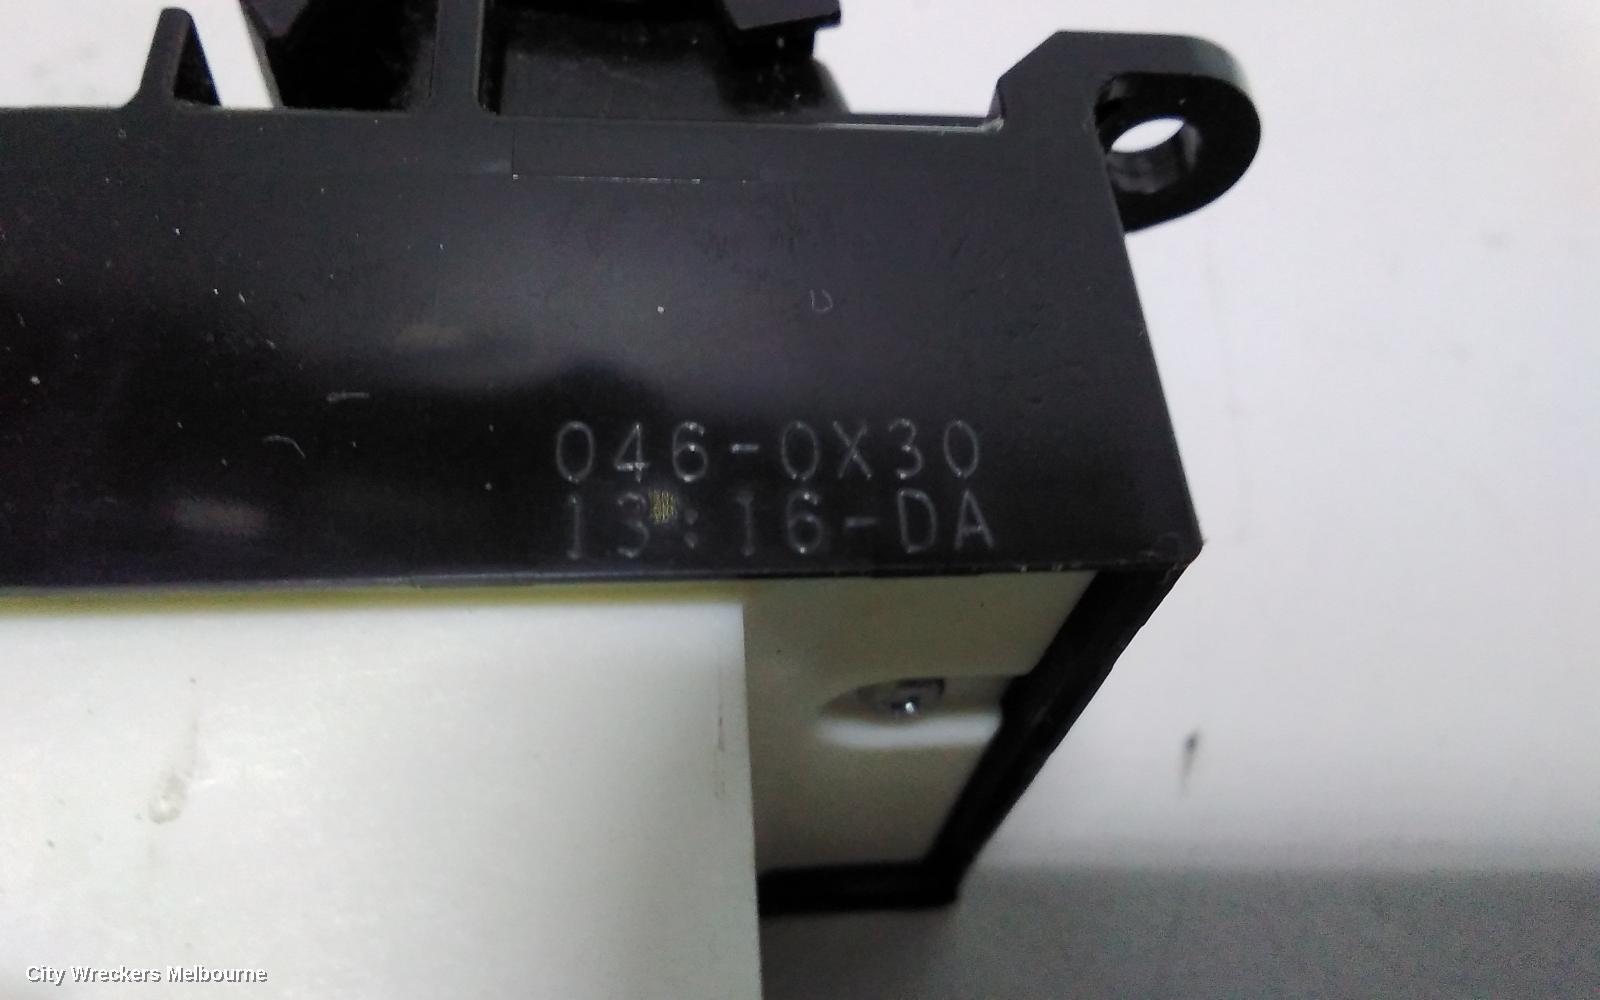 046-0X30
13:16-DA
City Wreckers Melbourne